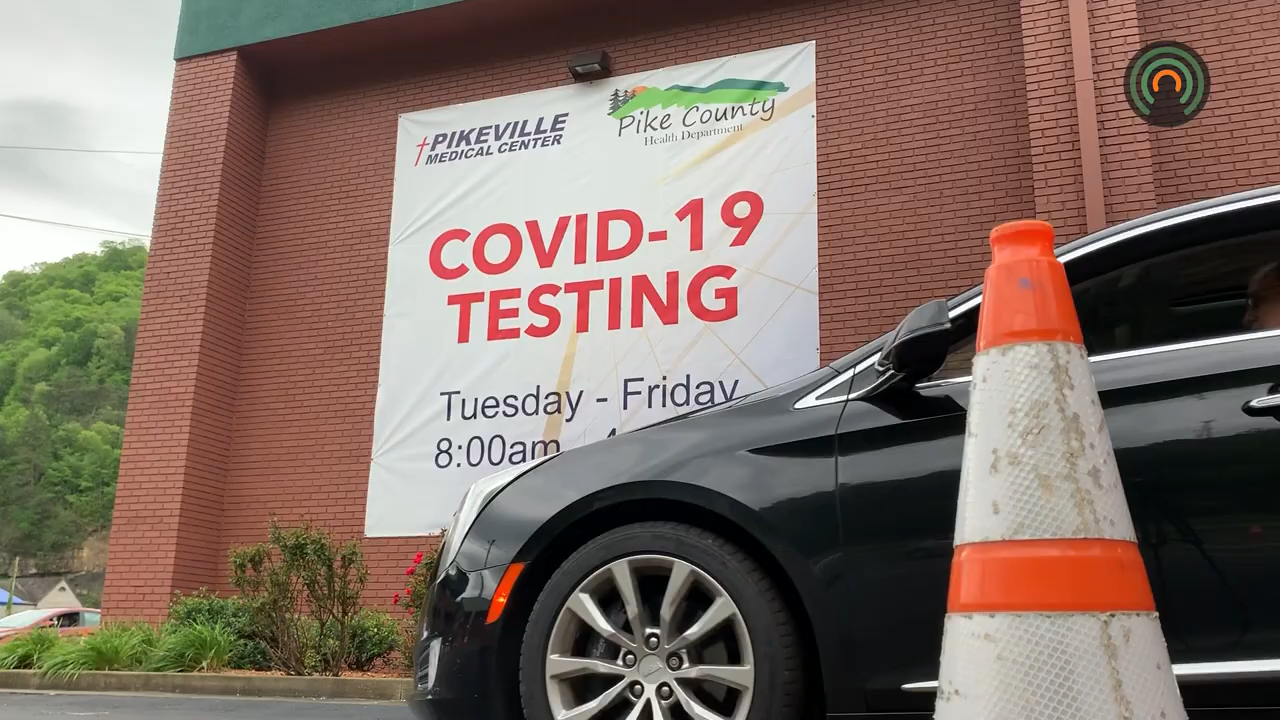 PIKEVILLE
MEDICAL CENTER
Pike County
Health Department
COVID-19
TESTING
Tuesday - Friday
8:00am